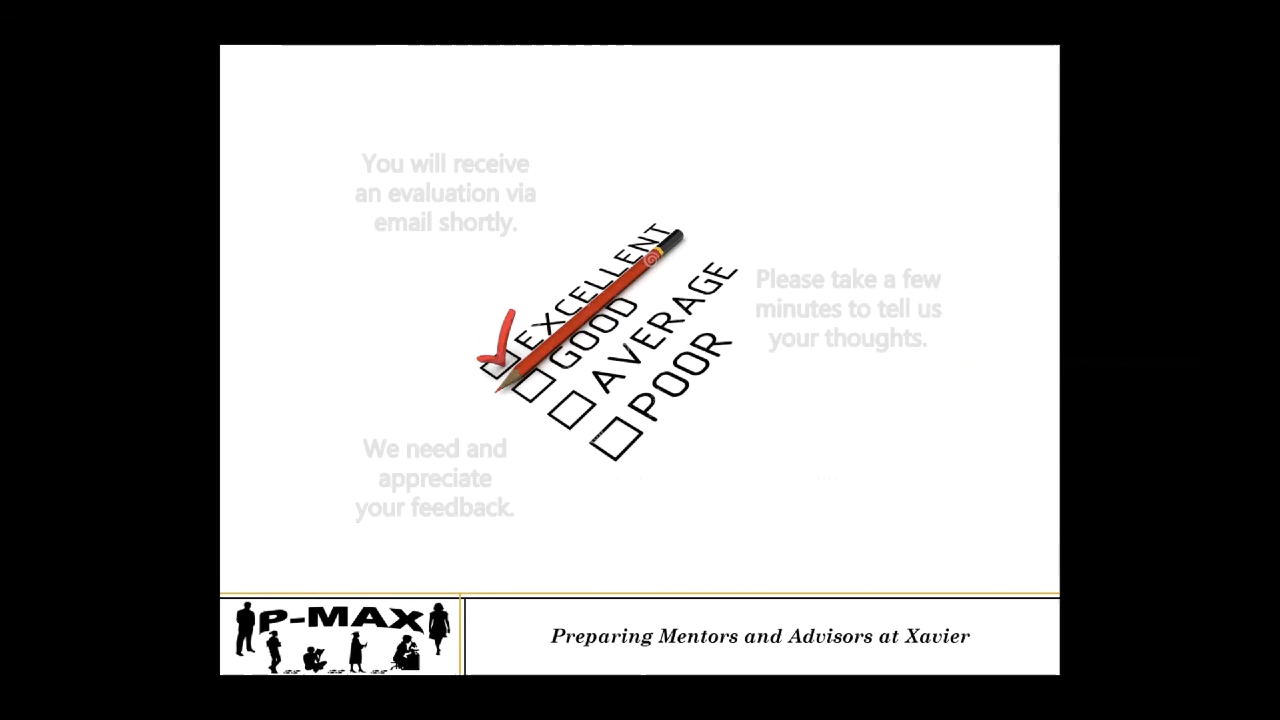 You will receive
an evaluation via
email shortly.
EXCELLENT
GOOD
AVERAGE
POOR
Please take a few
minutes to tell us
your thoughts.
We need and
appreciate
your feedback.
P-MAX
Preparing Mentors and Advisors at Xavier